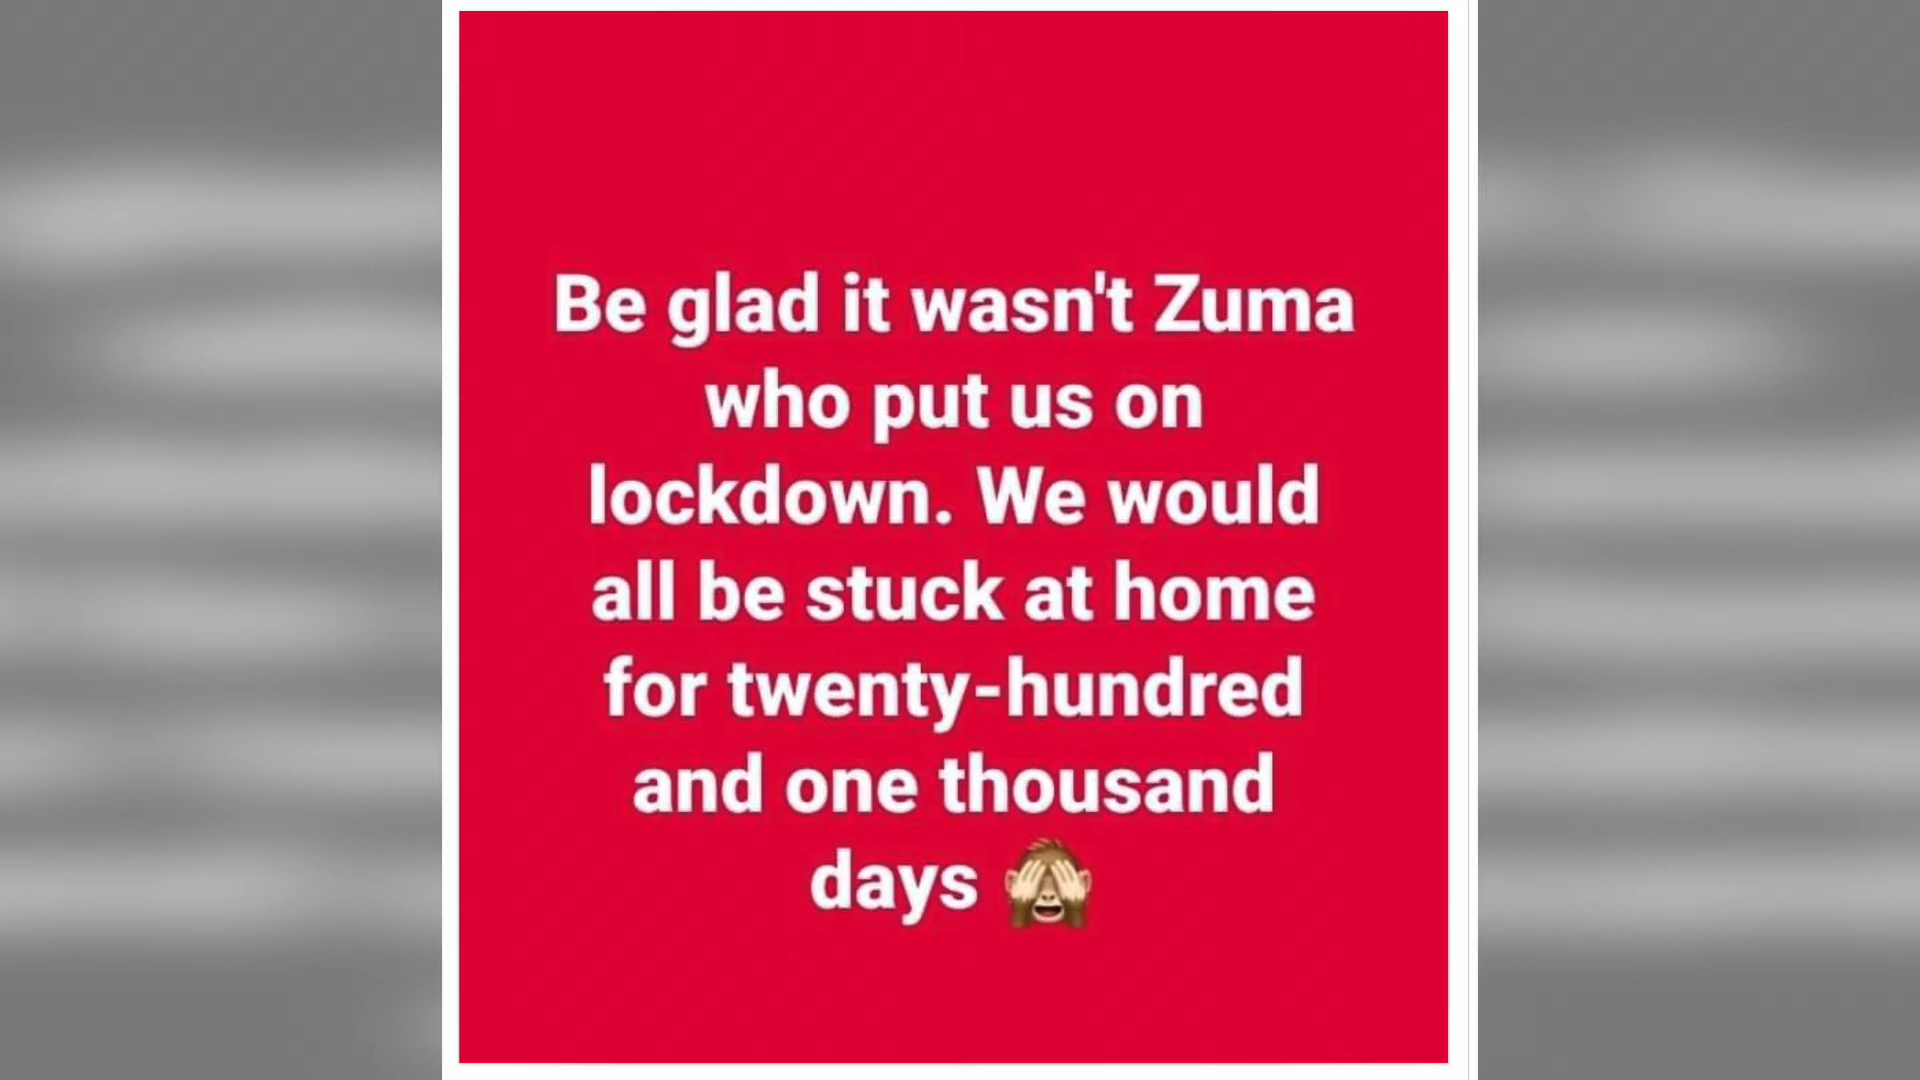 Be glad it wasn't Zuma
who put us on
lockdown. We would
all be stuck at home
for twenty-hundred
and one thousand
days 🙈